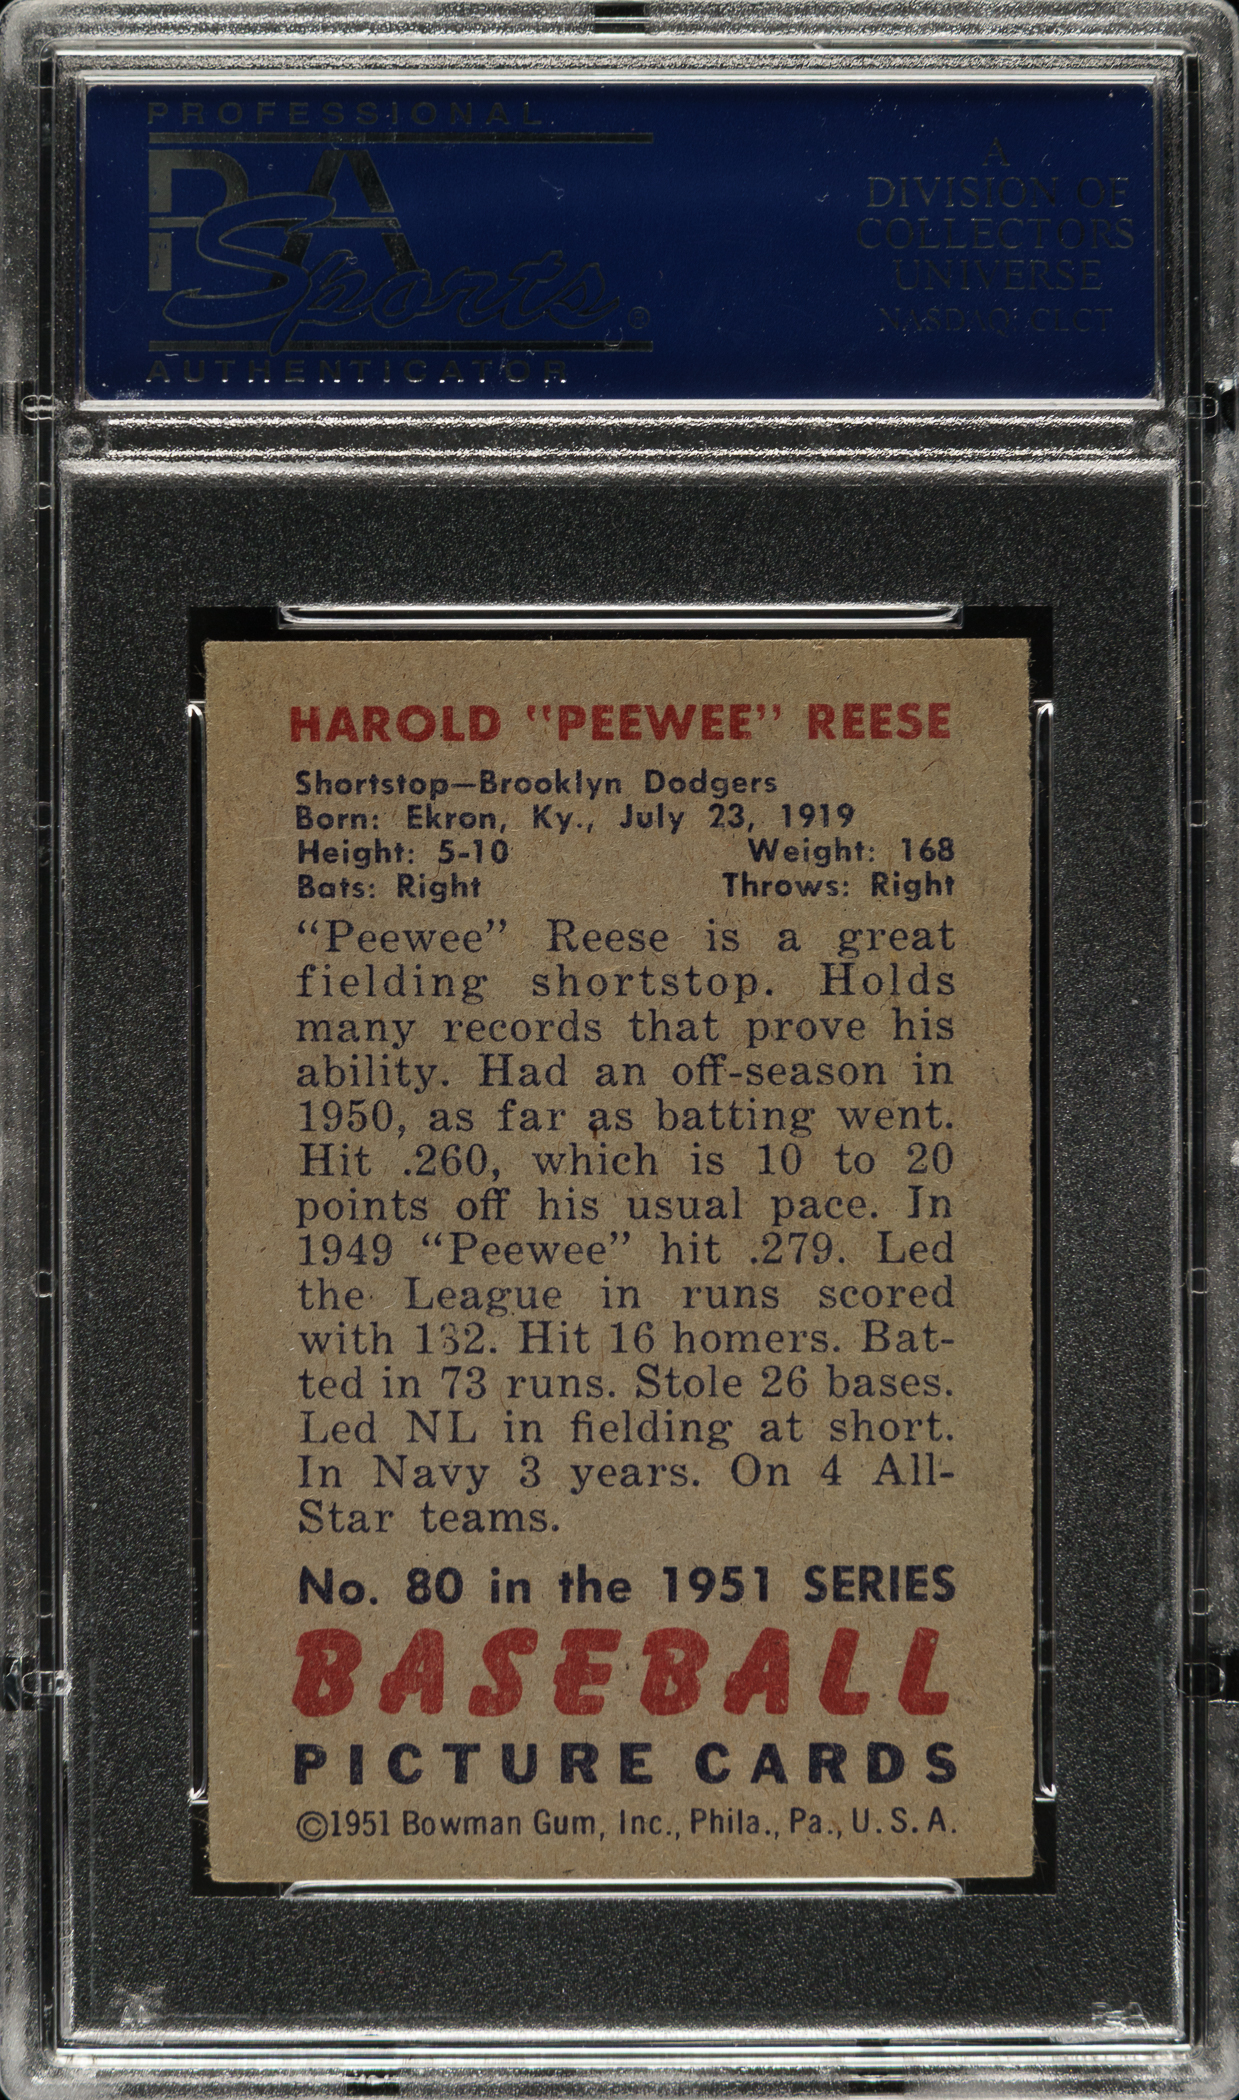 PROFESSIONAL
PSA
Sports®
AUTHENTICATOR
A
DIVISION OF
COLLECTORS
UNIVERSE
NASDAQ: CLCT
HAROLD "PEEWEE" REESE
Shortstop—Brooklyn Dodgers
Born: Ekron, Ky., July 23, 1919
Height: 5-10 Weight: 168
Bats: Right Throws: Right
"Peewee" Reese is a great
fielding shortstop. Holds
many records that prove his
ability. Had an off-season in
1950, as far as batting went.
Hit .260, which is 10 to 20
points off his usual pace. In
1949 "Peewee" hit .279. Led
the League in runs scored
with 132. Hit 16 homers. Bat-
ted in 73 runs. Stole 26 bases.
Led NL in fielding at short.
In Navy 3 years. On 4 All-
Star teams.
No. 80 in the 1951 SERIES
BASEBALL
PICTURE CARDS
©1951 Bowman Gum, Inc., Phila., Pa., U.S.A.